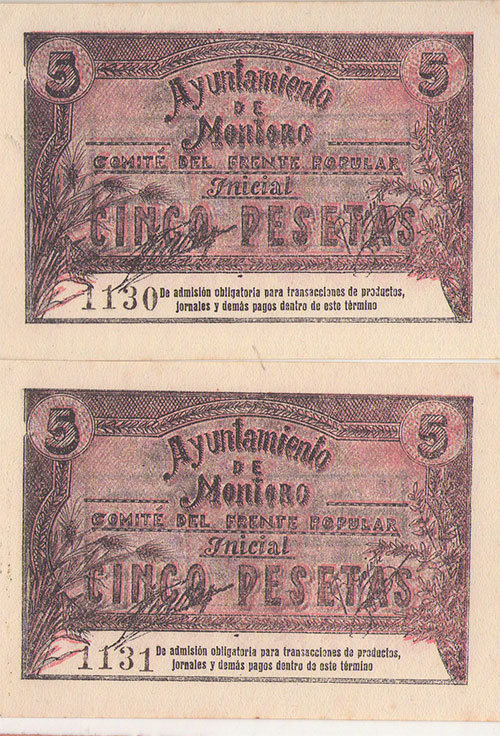 5 5
Ayuntamiento
DE
Montoro
COMITÉ DEL FRENTE POPULAR
Inicial
CINCO PESETAS
1130 De admisión obligatoria para transacciones de productos,
jornales y demás pagos dentro de este término
5 5
Ayuntamiento
DE
Montoro
COMITÉ DEL FRENTE POPULAR
Inicial
CINCO PESETAS
1131 De admisión obligatoria para transacciones de productos,
jornales y demás pagos dentro de este término